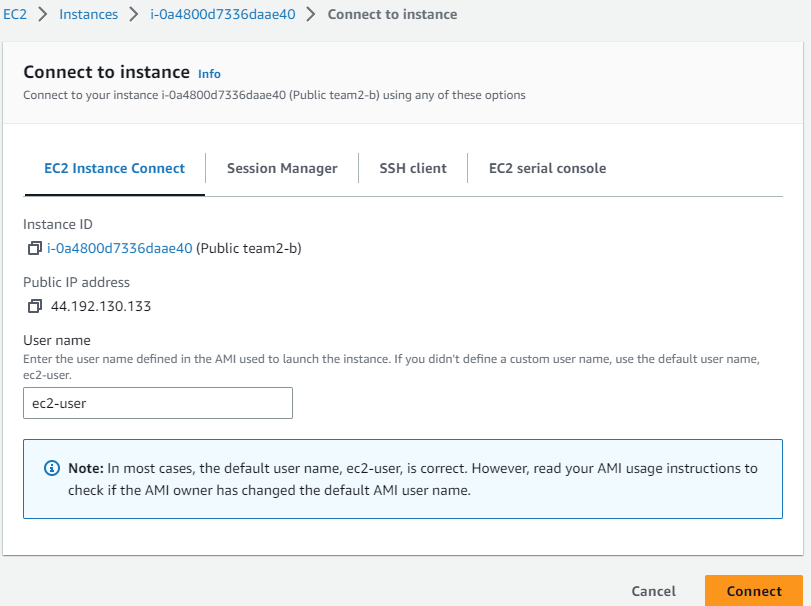 EC2 > Instances > i-0a4800d7336daae40 > Connect to instance
Connect to instance Info
Connect to your instance i-0a4800d7336daae40 (Public team2-b) using any of these options
EC2 Instance Connect Session Manager SSH client EC2 serial console
Instance ID
i-0a4800d7336daae40 (Public team2-b)
Public IP address
44.192.130.133
User name
Enter the user name defined in the AMI used to launch the instance. If you didn't define a custom user name, use the default user name,
ec2-user.
ec2-user
Note: In most cases, the default user name, ec2-user, is correct. However, read your AMI usage instructions to
check if the AMI owner has changed the default AMI user name.
Cancel Connect